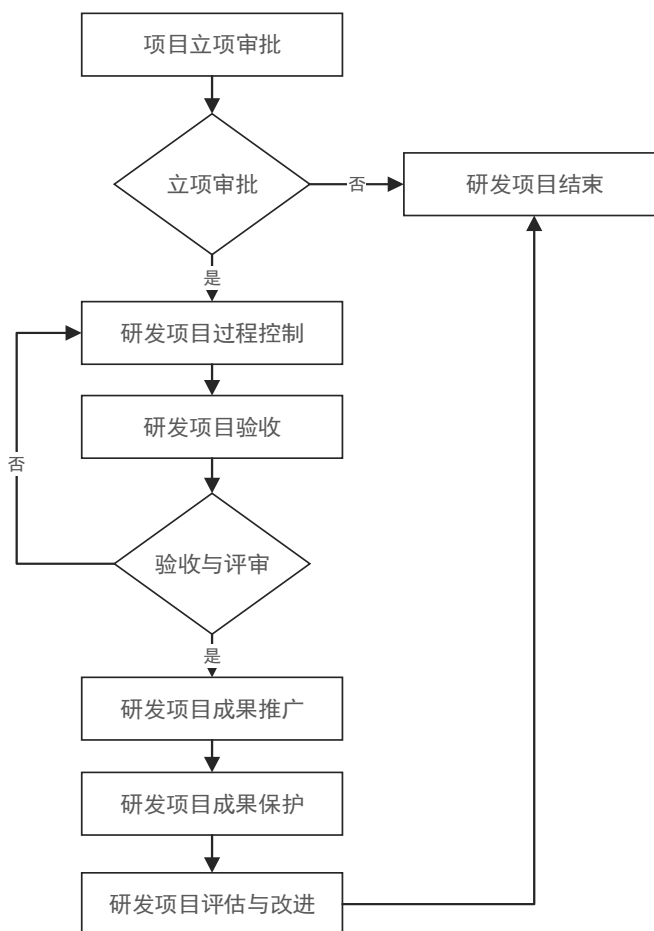 项目立项审批
立项审批
否
研发项目结束
是
研发项目过程控制
研发项目验收
否
验收与评审
是
研发项目成果推广
研发项目成果保护
研发项目评估与改进